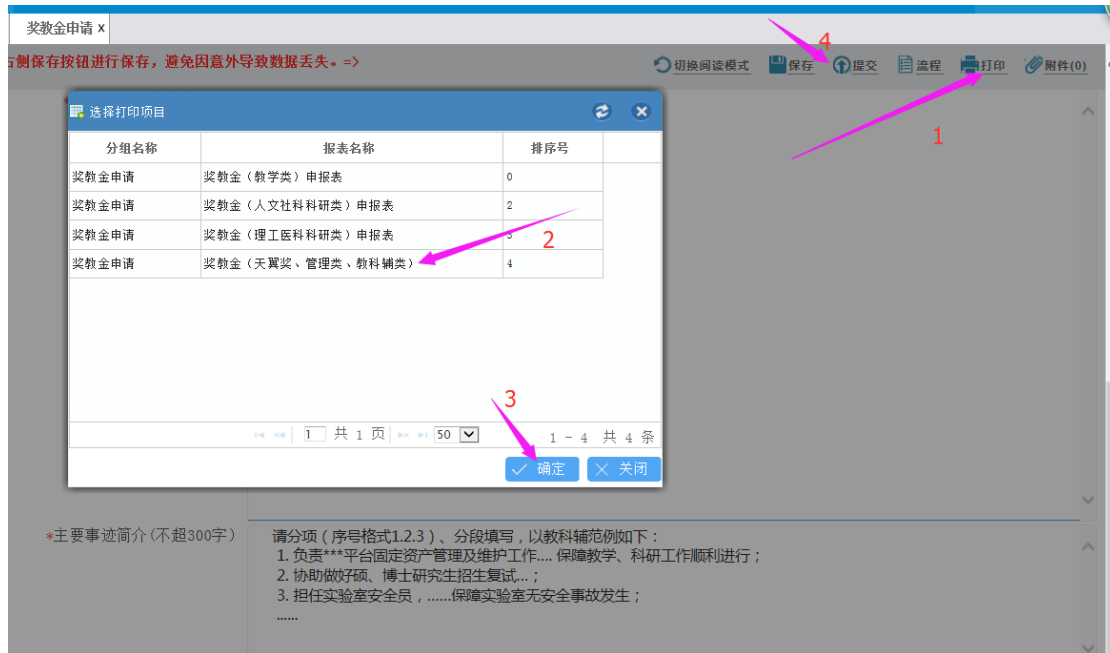 奖教金申请 x
4
右侧保存按钮进行保存，避免因意外导致数据丢失。=>
切换阅读模式 保存 提交 流程 打印 附件(0)
1
选择打印项目
分组名称 报表名称 排序号
奖教金申请 奖教金（教学类）申报表 0
奖教金申请 奖教金（人文社科科研类）申报表 2
奖教金申请 奖教金（理工医科科研类）申报表 3
2
奖教金申请 奖教金（天翼奖、管理类、教科辅类） 4
3
1 共 1 页 50 1 - 4 共 4 条
确定 关闭
*主要事迹简介(不超300字)
请分项（序号格式1.2.3）、分段填写，以教科辅范例如下：
1. 负责***平台固定资产管理及维护工作.... 保障教学、科研工作顺利进行；
2. 协助做好硕、博士研究生招生复试...；
3. 担任实验室安全员，......保障实验室无安全事故发生；
......